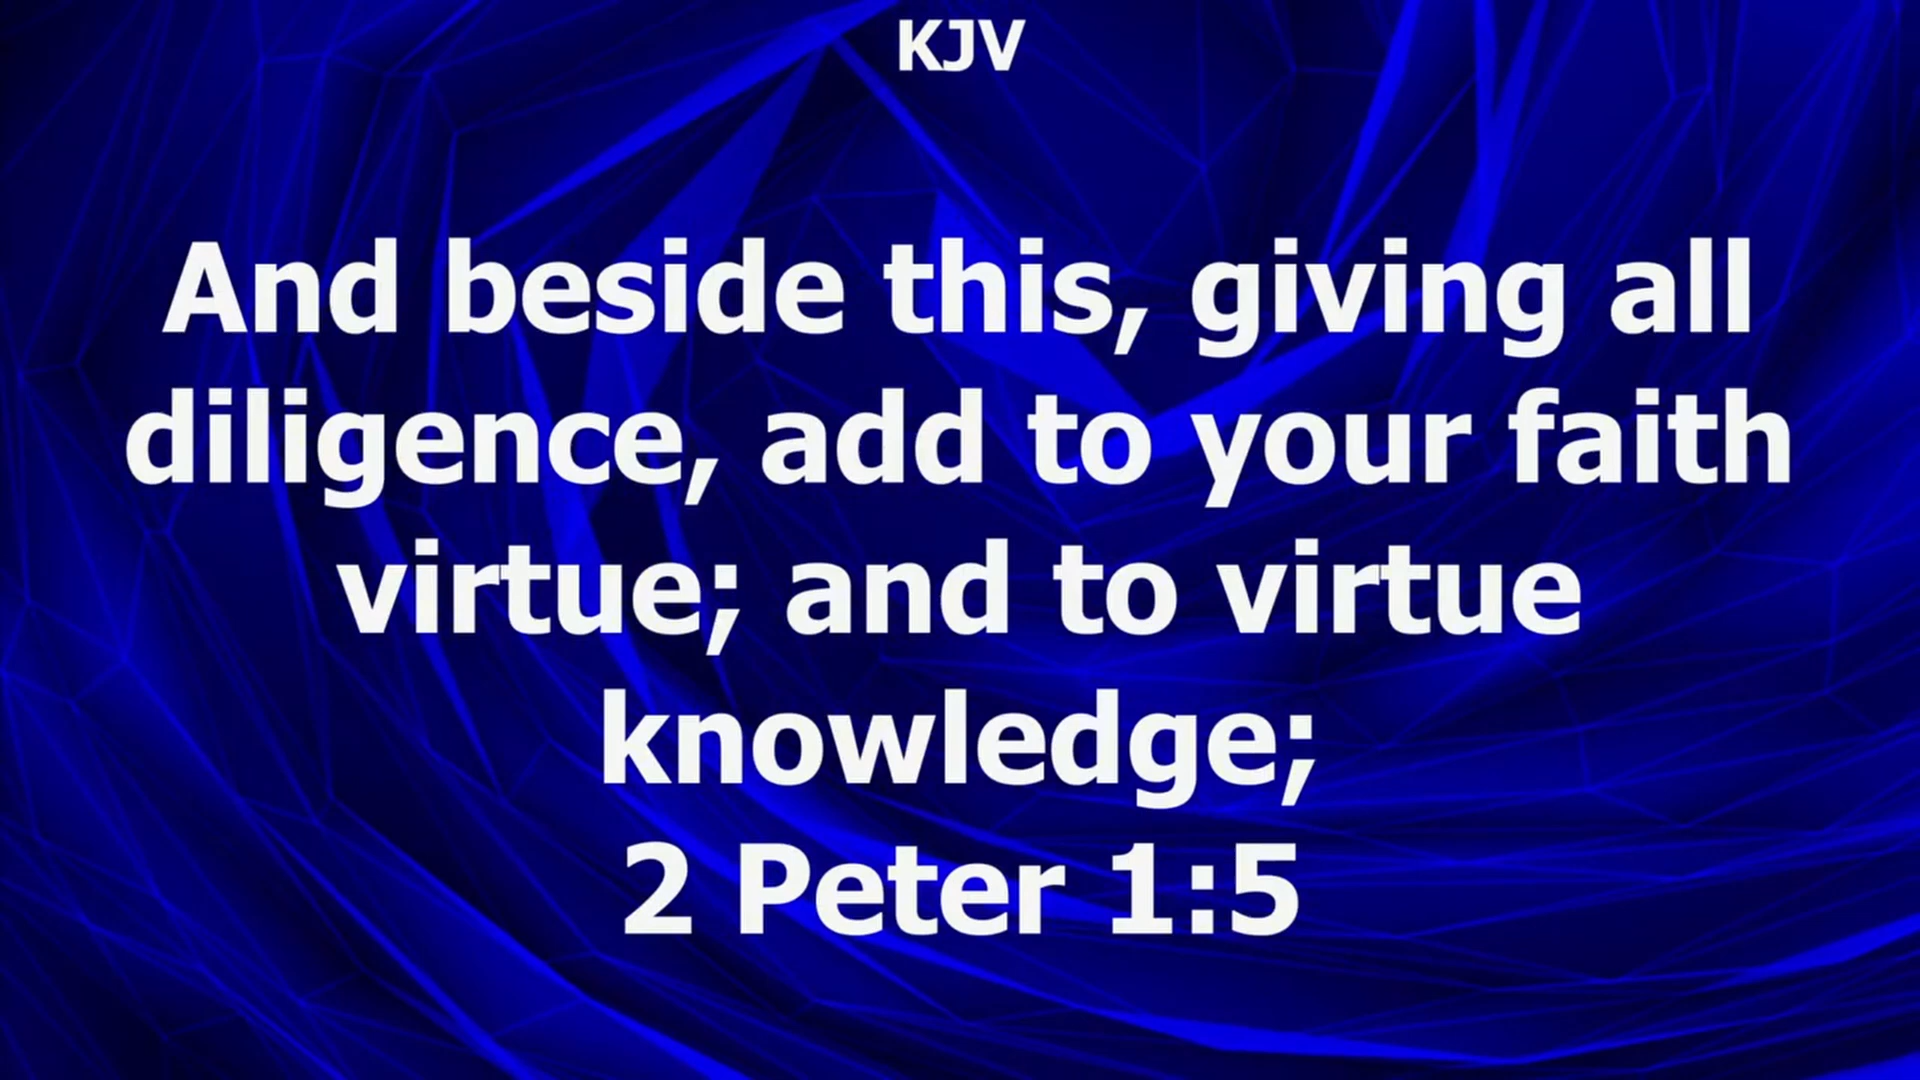 KJV
And beside this, giving all
diligence, add to your faith
virtue; and to virtue
knowledge;
2 Peter 1:5